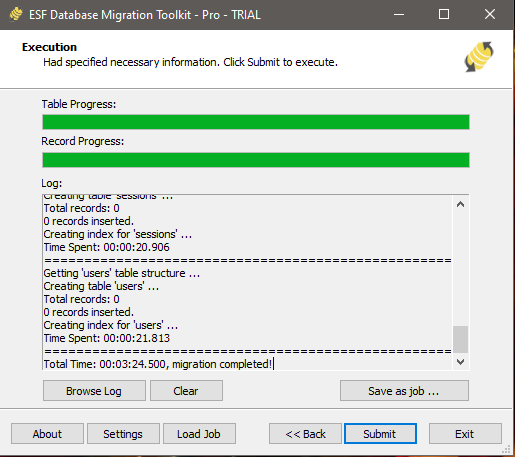 ESF Database Migration Toolkit - Pro - TRIAL
Execution
Had specified necessary information. Click Submit to execute.
Table Progress:
Record Progress:
Log:
Creating table 'sessions' ...
Total records: 0
0 records inserted.
Creating index for 'sessions' ...
Time Spent: 00:00:20.906
====================================================
Getting 'users' table structure ...
Creating table 'users' ...
Total records: 0
0 records inserted.
Creating index for 'users' ...
Time Spent: 00:00:21.813
====================================================
Total Time: 00:03:24.500, migration completed!
Browse Log
Clear
Save as job ...
About
Settings
Load Job
<< Back
Submit
Exit